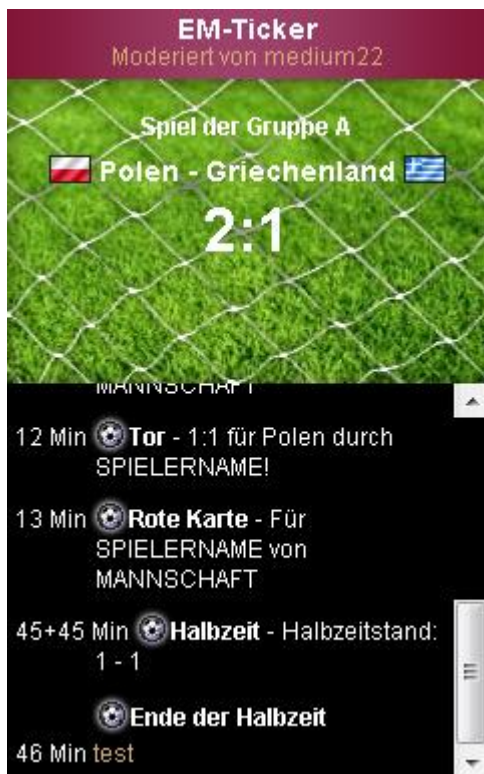 EM-Ticker
Moderiert von medium22
Spiel der Gruppe A
Polen - Griechenland
2:1
MANNSCHAFT
12 Min Tor - 1:1 für Polen durch
SPIELERNAME!
13 Min Rote Karte - Für
SPIELERNAME von
MANNSCHAFT
45+45 Min Halbzeit - Halbzeitstand:
1 - 1
Ende der Halbzeit
46 Min test